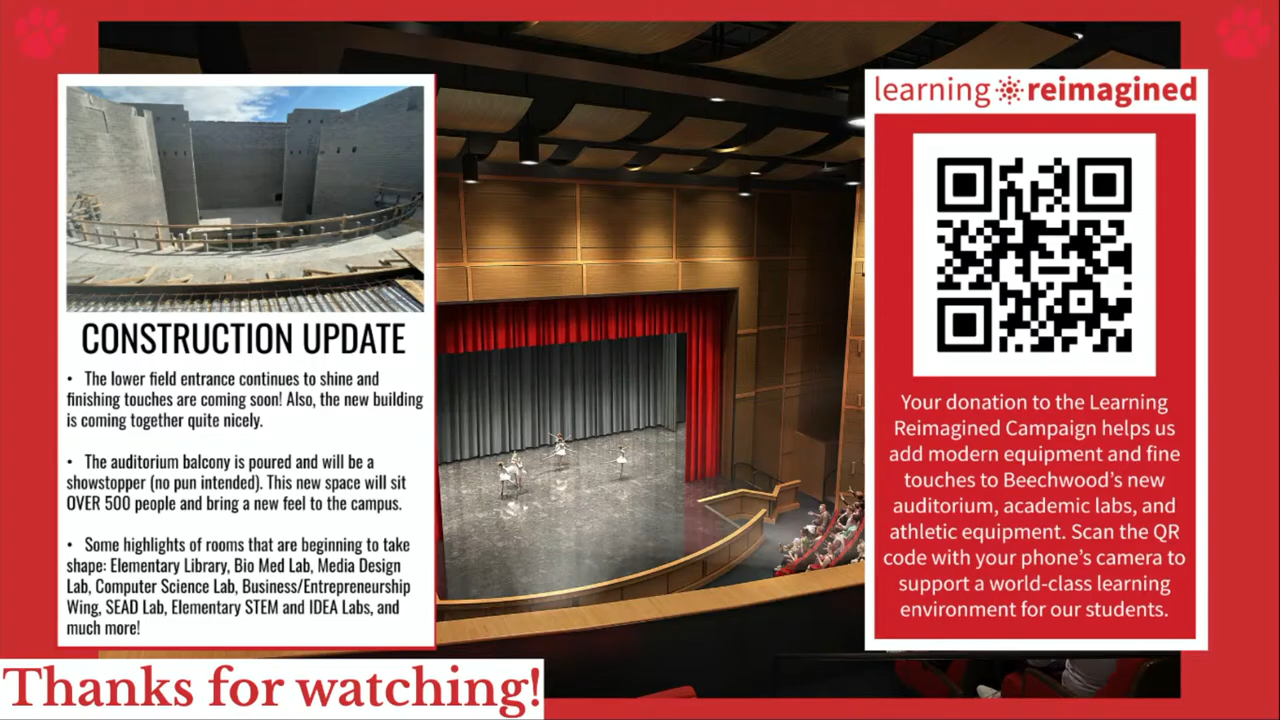 CONSTRUCTION UPDATE
• The lower field entrance continues to shine and
finishing touches are coming soon! Also, the new building
is coming together quite nicely.
• The auditorium balcony is poured and will be a
showstopper (no pun intended). This new space will sit
OVER 500 people and bring a new feel to the campus.
• Some highlights of rooms that are beginning to take
shape: Elementary Library, Bio Med Lab, Media Design
Lab, Computer Science Lab, Business/Entrepreneurship
Wing, SEAD Lab, Elementary STEM and IDEA Labs, and
much more!
learning reimagined
Your donation to the Learning
Reimagined Campaign helps us
add modern equipment and fine
touches to Beechwood's new
auditorium, academic labs, and
athletic equipment. Scan the QR
code with your phone's camera to
support a world-class learning
environment for our students.
Thanks for watching!